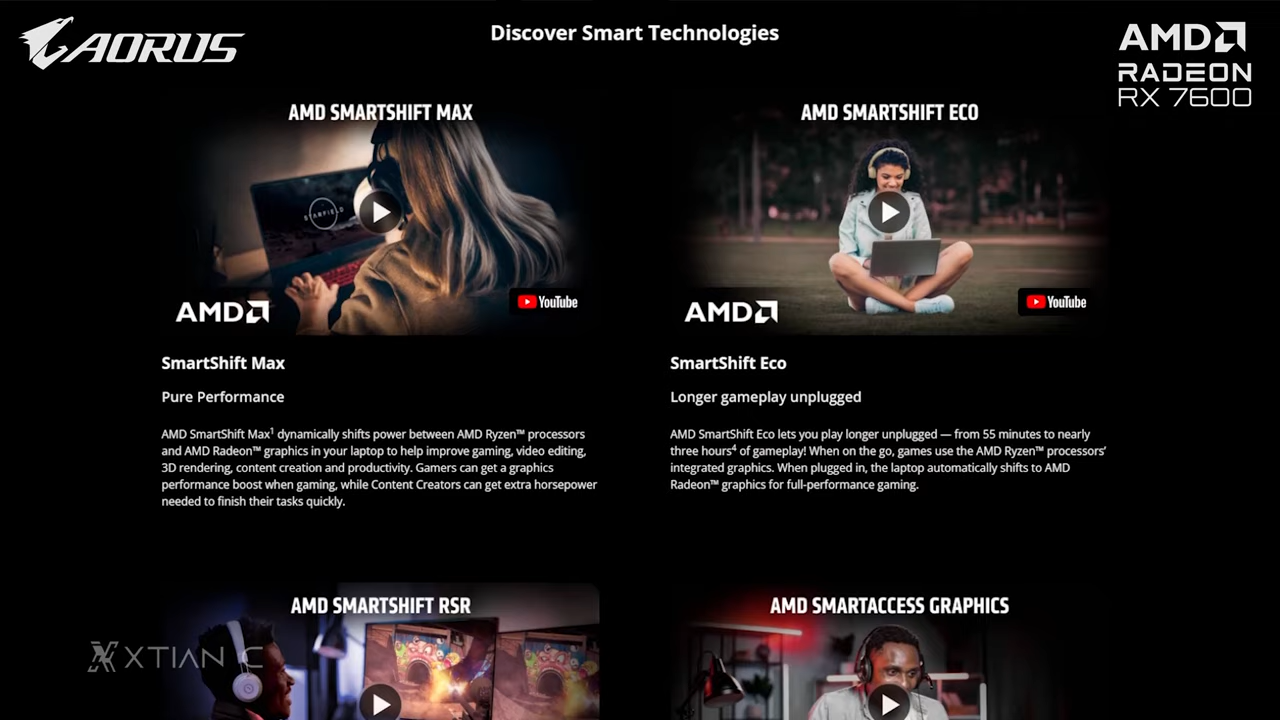 AORUS
Discover Smart Technologies
AMD
RADEON
RX 7600
AMD SMARTSHIFT MAX
STARFIELD
AMD
YouTube
AMD SMARTSHIFT ECO
AMD
YouTube
SmartShift Max
Pure Performance
AMD SmartShift Max¹ dynamically shifts power between AMD Ryzen™ processors
and AMD Radeon™ graphics in your laptop to help improve gaming, video editing,
3D rendering, content creation and productivity. Gamers can get a graphics
performance boost when gaming, while Content Creators can get extra horsepower
needed to finish their tasks quickly.
SmartShift Eco
Longer gameplay unplugged
AMD SmartShift Eco lets you play longer unplugged — from 55 minutes to nearly
three hours⁴ of gameplay! When on the go, games use the AMD Ryzen™ processors’
integrated graphics. When plugged in, the laptop automatically shifts to AMD
Radeon™ graphics for full-performance gaming.
AMD SMARTSHIFT RSR
XTIAN C
AMD SMARTACCESS GRAPHICS